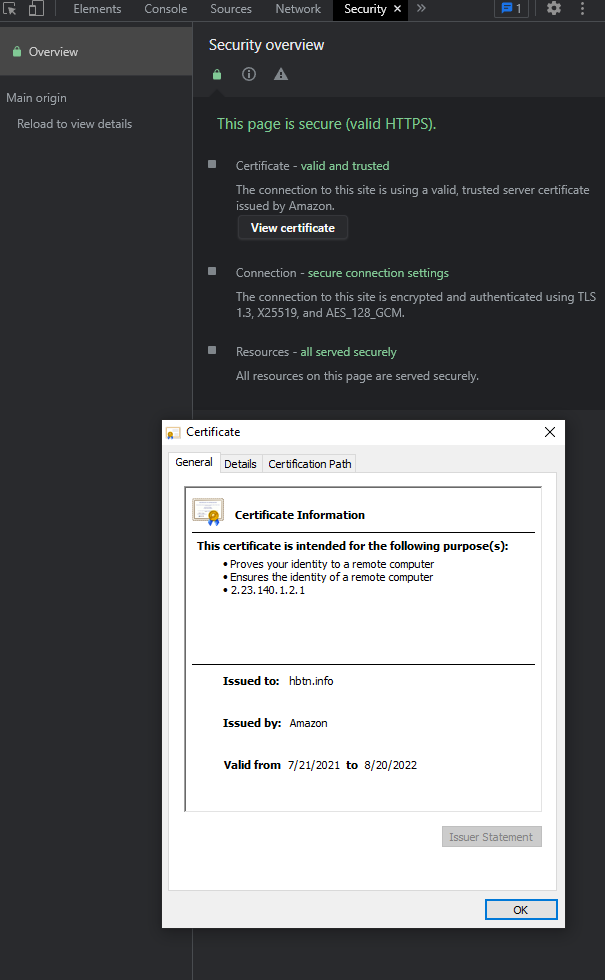 Elements Console Sources Network Security × » 1
Overview
Main origin
Reload to view details
Security overview
This page is secure (valid HTTPS).
Certificate - valid and trusted
The connection to this site is using a valid, trusted server certificate
issued by Amazon.
View certificate
Connection - secure connection settings
The connection to this site is encrypted and authenticated using TLS
1.3, X25519, and AES_128_GCM.
Resources - all served securely
All resources on this page are served securely.
Certificate
General Details Certification Path
Certificate Information
This certificate is intended for the following purpose(s):
• Proves your identity to a remote computer
• Ensures the identity of a remote computer
• 2.23.140.1.2.1
Issued to: hbtn.info
Issued by: Amazon
Valid from 7/21/2021 to 8/20/2022
Issuer Statement
OK